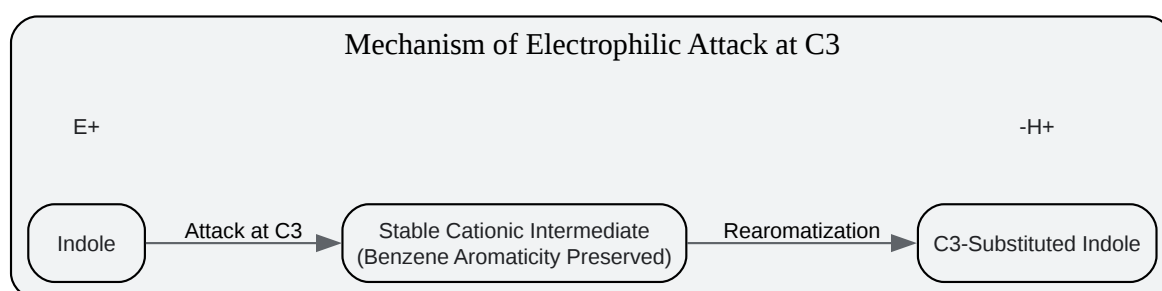 Mechanism of Electrophilic Attack at C3
E+
-H+
Indole
Attack at C3
Stable Cationic Intermediate
(Benzene Aromaticity Preserved)
Rearomatization
C3-Substituted Indole